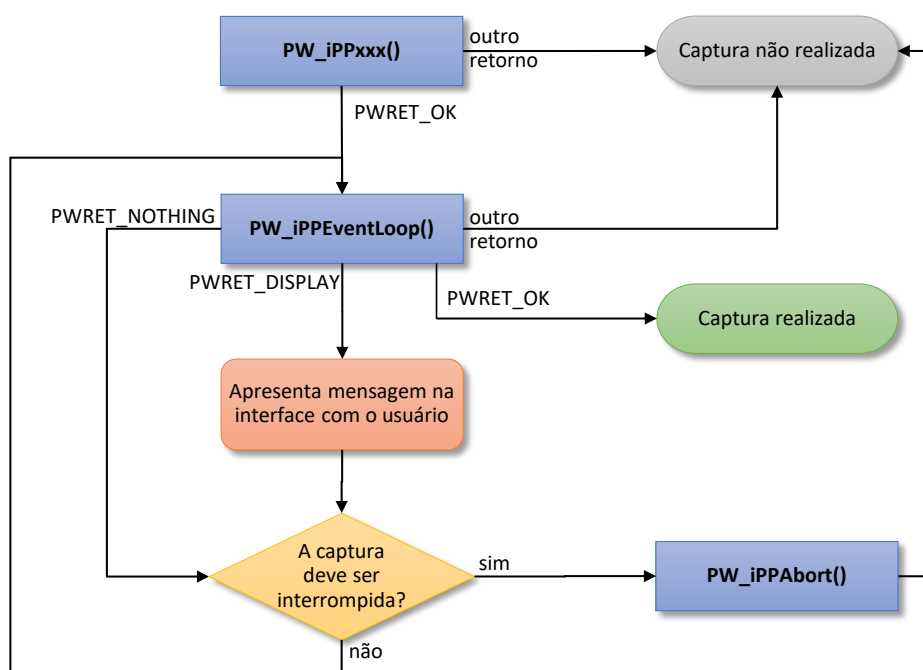 PW_iPPxxx()
outro
retorno
Captura não realizada
PWRET_OK
PWRET_NOTHING
PW_iPPEventLoop()
outro
retorno
PWRET_DISPLAY
PWRET_OK
Captura realizada
Apresenta mensagem na
interface com o usuário
A captura
deve ser
interrompida?
sim
PW_iPPAbort()
não